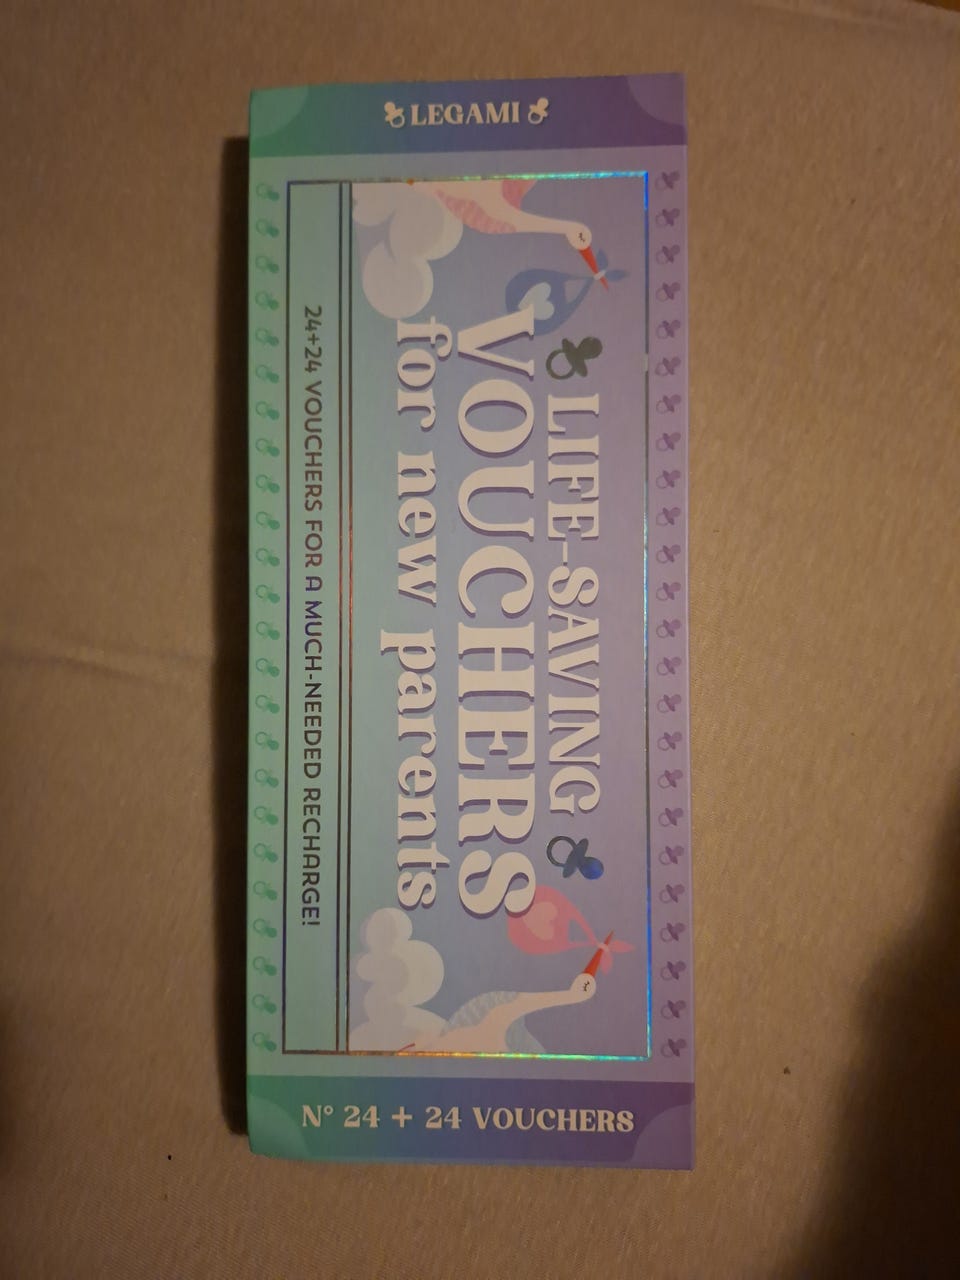 LEGAMI
LIFE-SAVING
VOUCHERS
for new parents
24+24 VOUCHERS FOR A MUCH-NEEDED RECHARGE!
N° 24 + 24 VOUCHERS